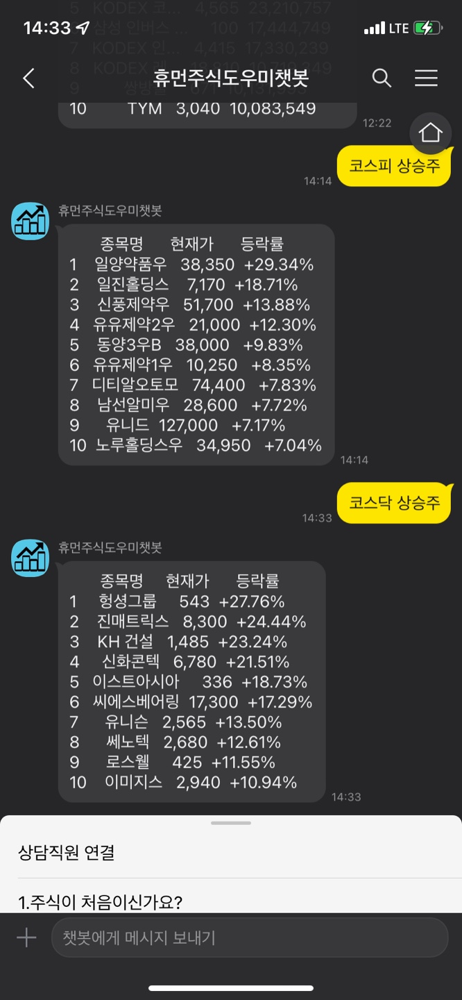 14:33
LTE
5 KODEX 코... 4,565 23,210,757
삼성 인버스 ... 100 17,444,749
7 KODEX 인... 4,415 17,330,239
8 KODEX
휴먼주식도우미챗봇
9 쌍방울
10 TYM 3,040 10,083,549
12:22
코스피 상승주
14:14
휴먼주식도우미챗봇
종목명 현재가 등락률
1 일양약품우 38,350 +29.34%
2 일진홀딩스 7,170 +18.71%
3 신풍제약우 51,700 +13.88%
4 유유제약2우 21,000 +12.30%
5 동양3우B 38,000 +9.83%
6 유유제약1우 10,250 +8.35%
7 디티알오토모 74,400 +7.83%
8 남선알미우 28,600 +7.72%
9 유니드 127,000 +7.17%
10 노루홀딩스우 34,950 +7.04%
14:14
코스닥 상승주
14:33
휴먼주식도우미챗봇
종목명 현재가 등락률
1 헝셩그룹 543 +27.76%
2 진매트릭스 8,300 +24.44%
3 KH 건설 1,485 +23.24%
4 신화콘텍 6,780 +21.51%
5 이스트아시아 336 +18.73%
6 씨에스베어링 17,300 +17.29%
7 유니슨 2,565 +13.50%
8 쎄노텍 2,680 +12.61%
9 로스웰 425 +11.55%
10 이미지스 2,940 +10.94%
14:33
상담직원 연결
1.주식이 처음이신가요?
챗봇에게 메시지 보내기